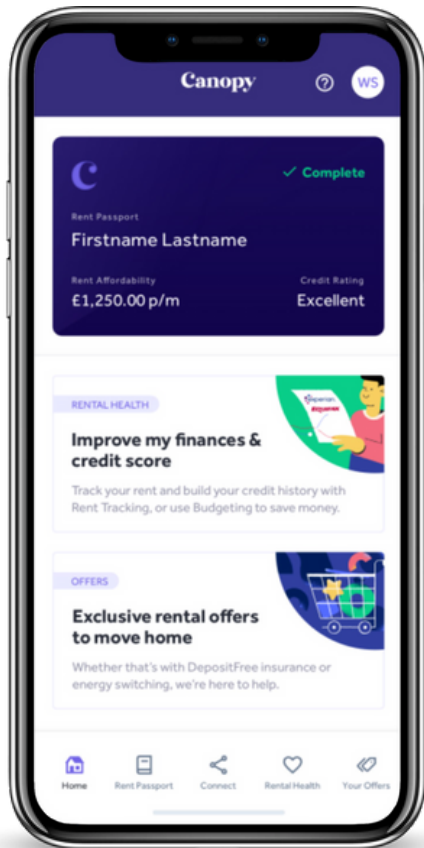 Canopy
WS
Complete
Rent Passport
Firstname Lastname
Rent Affordability
Credit Rating
£1,250.00 p/m
Excellent
RENTAL HEALTH
experian
EQUIFAX
Improve my finances &
credit score
Track your rent and build your credit history with
Rent Tracking, or use Budgeting to save money.
OFFERS
Exclusive rental offers
to move home
Whether that's with DepositFree insurance or
energy switching, we're here to help.
Home
Rent Passport
Connect
Rental Health
Your Offers